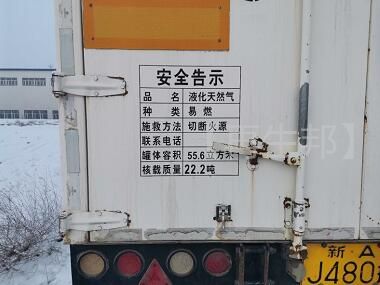 安全告示
品 名 液化天然气
种 类 易 燃
施救方法 切断火源
联系电话
罐体容积 55.6立方米
核载质量 22.2吨
新 A
J480